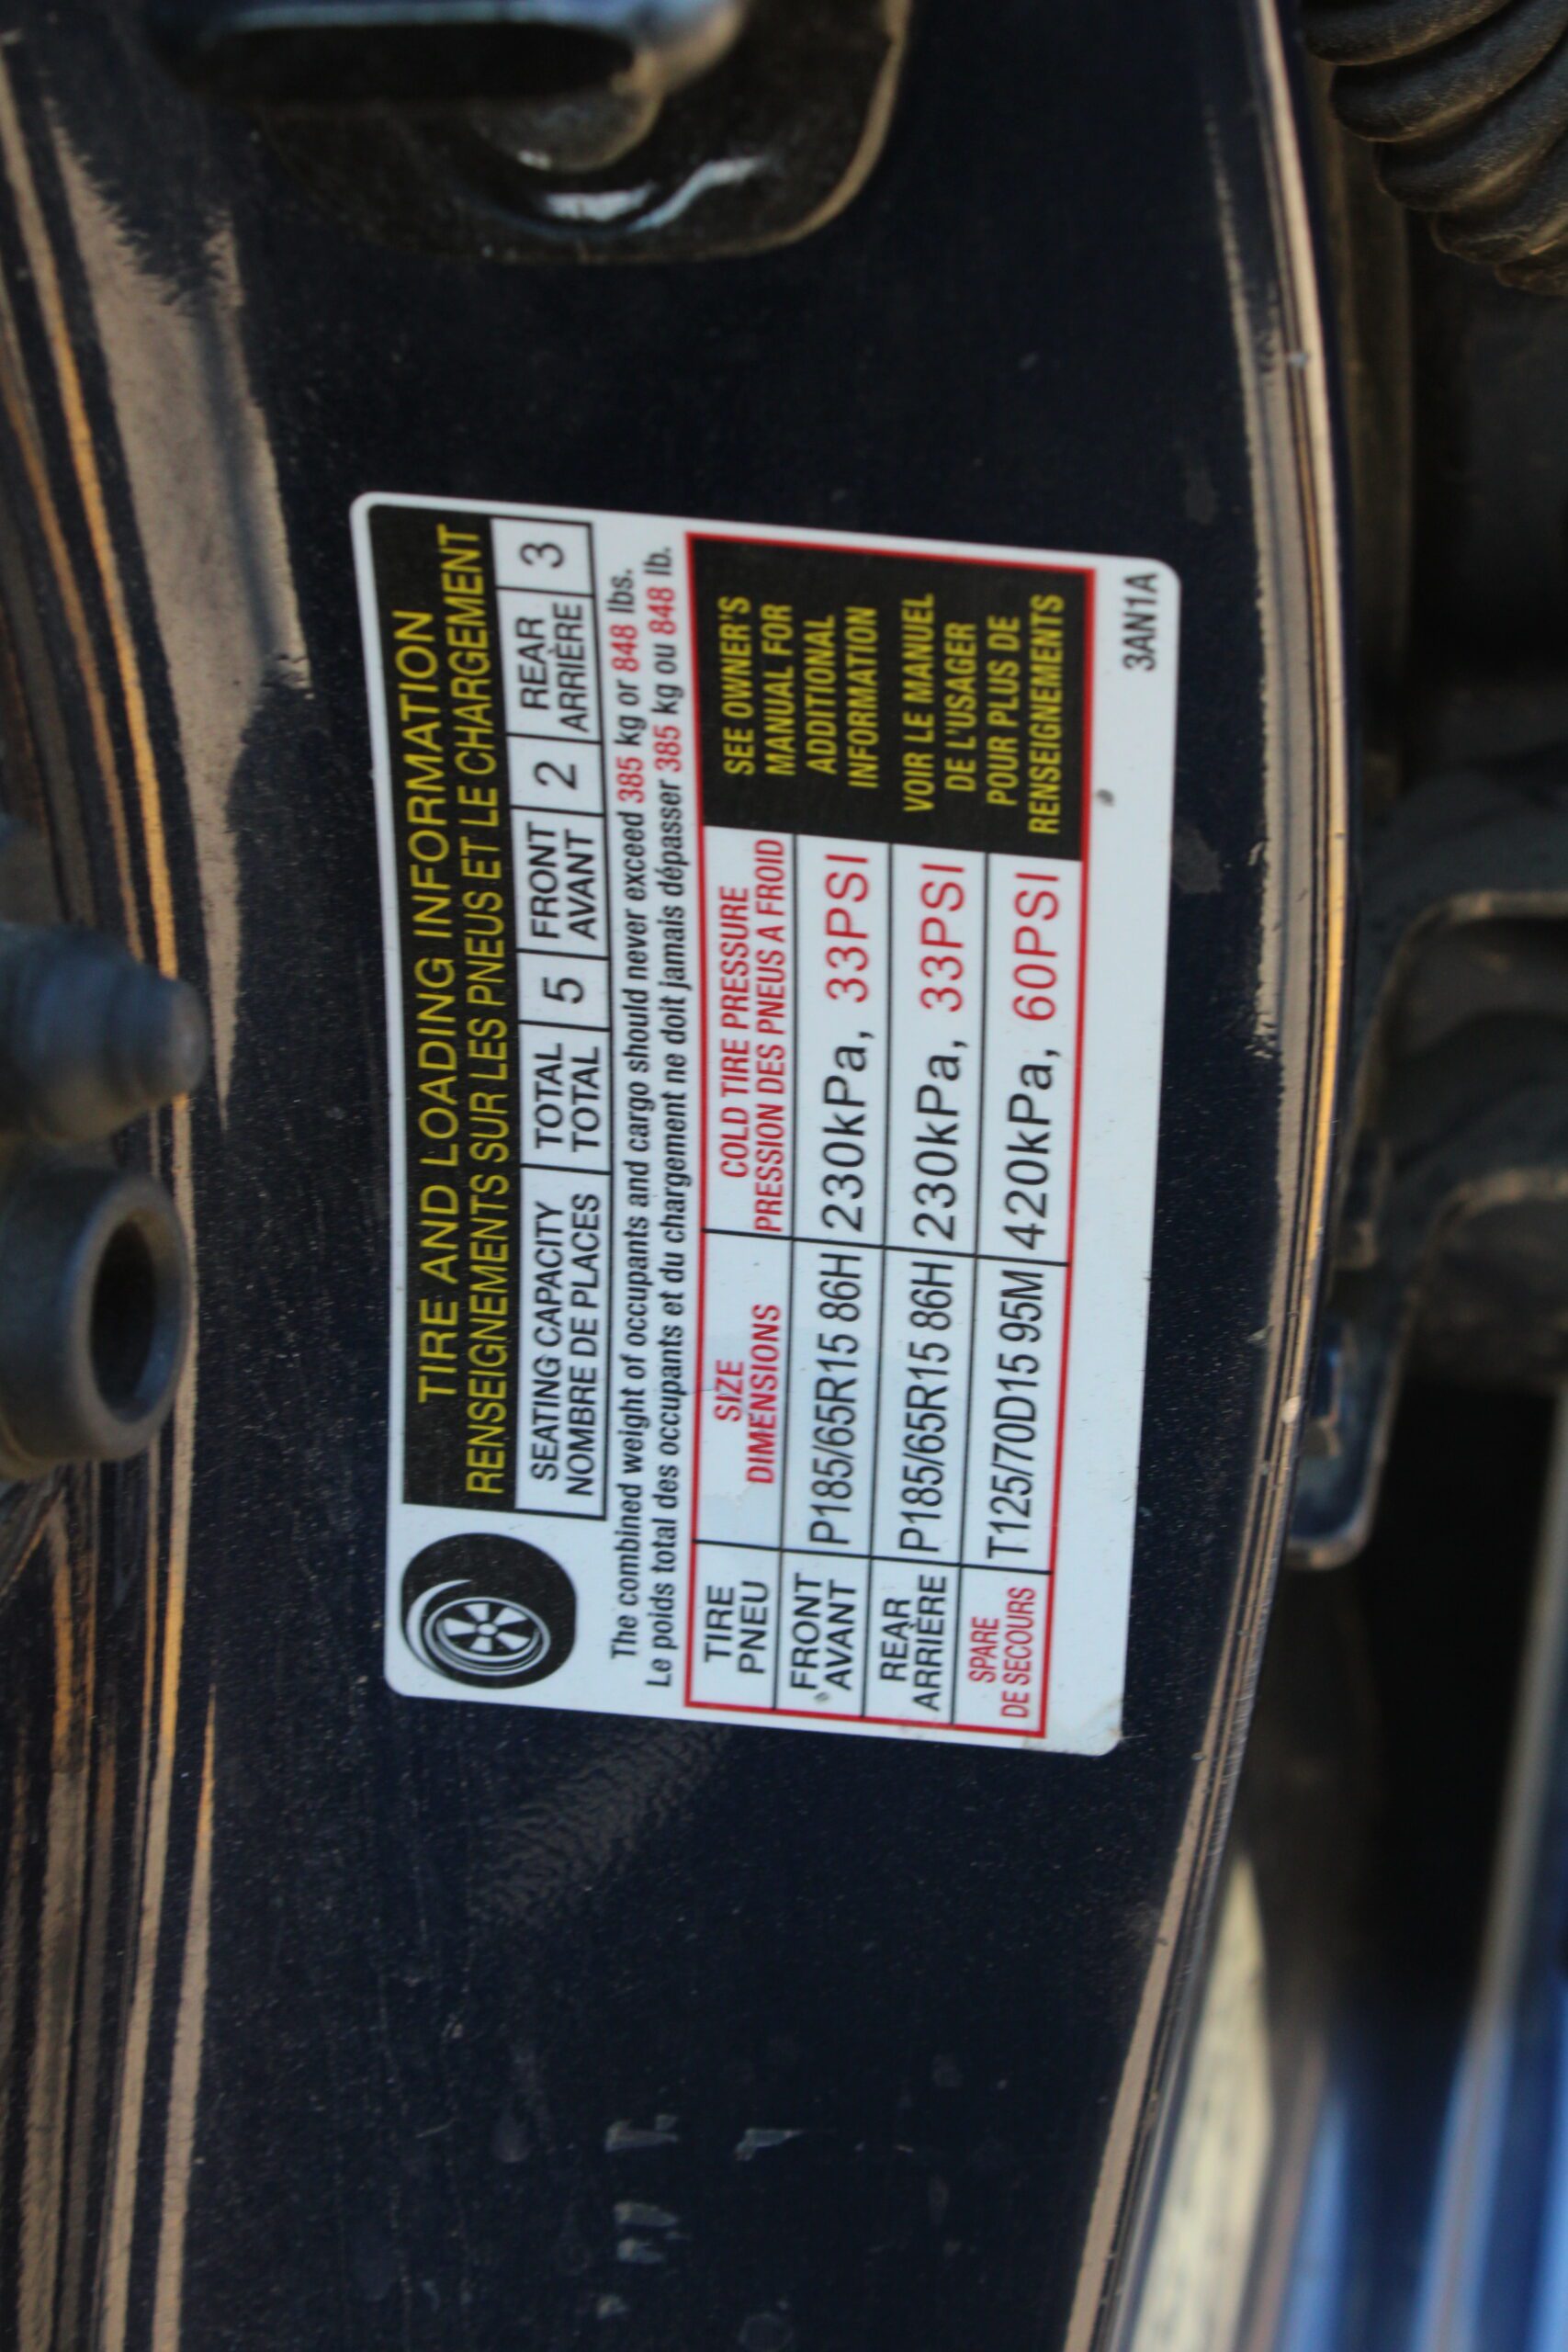 TIRE AND LOADING INFORMATION
RENSEIGNEMENTS SUR LES PNEUS ET LE CHARGEMENT
SEATING CAPACITY
NOMBRE DE PLACES
TOTAL
TOTAL
5
FRONT
AVANT
2
REAR
ARRIÈRE
3
The combined weight of occupants and cargo should never exceed 385 kg or 848 lbs.
Le poids total des occupants et du chargement ne doit jamais dépasser 385 kg ou 848 lb.
TIRE
PNEU
SIZE
DIMENSIONS
COLD TIRE PRESSURE
PRESSION DES PNEUS A FROID
FRONT
AVANT
P185/65R15 86H
230kPa, 33PSI
REAR
ARRIÈRE
P185/65R15 86H
230kPa, 33PSI
SPARE
DE SECOURS
T125/70D15 95M
420kPa, 60PSI
SEE OWNER'S
MANUAL FOR
ADDITIONAL
INFORMATION
VOIR LE MANUEL
DE L'USAGER
POUR PLUS DE
RENSEIGNEMENTS
3AN1A